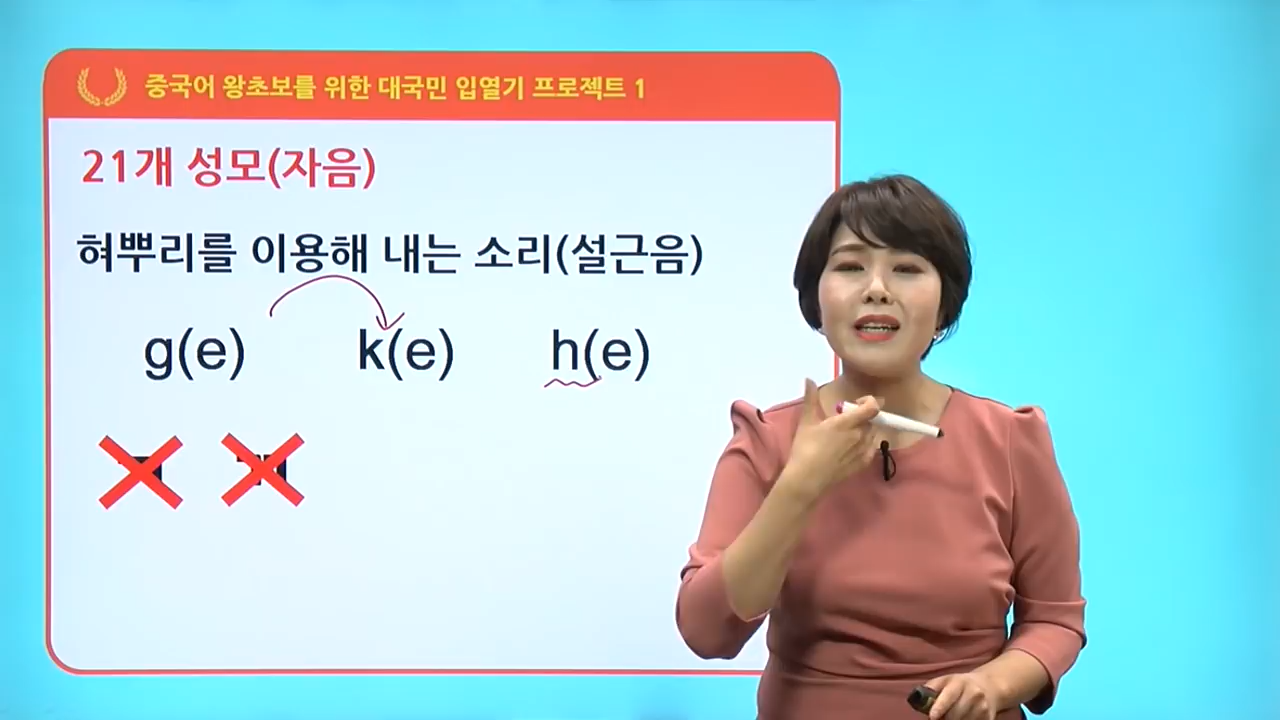 중국어 왕초보를 위한 대국민 입열기 프로젝트 1
21개 성모(자음)
혀뿌리를 이용해 내는 소리(설근음)
g(e) k(e) h(e)